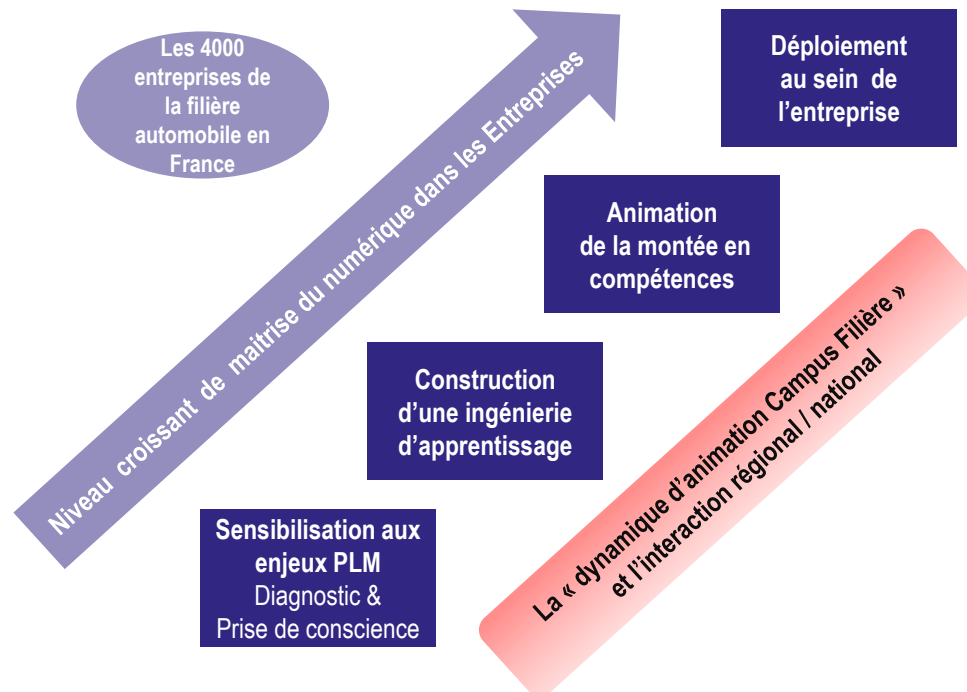 Les 4000
entreprises de
la filière
automobile en
France
Niveau croissant de maitrise du numérique dans les Entreprises
Déploiement
au sein de
l’entreprise
Animation
de la montée en
compétences
Construction
d’une ingénierie
d’apprentissage
Sensibilisation aux
enjeux PLM
Diagnostic &
Prise de conscience
La « dynamique d’animation Campus Filière »
et l’interaction régional / national